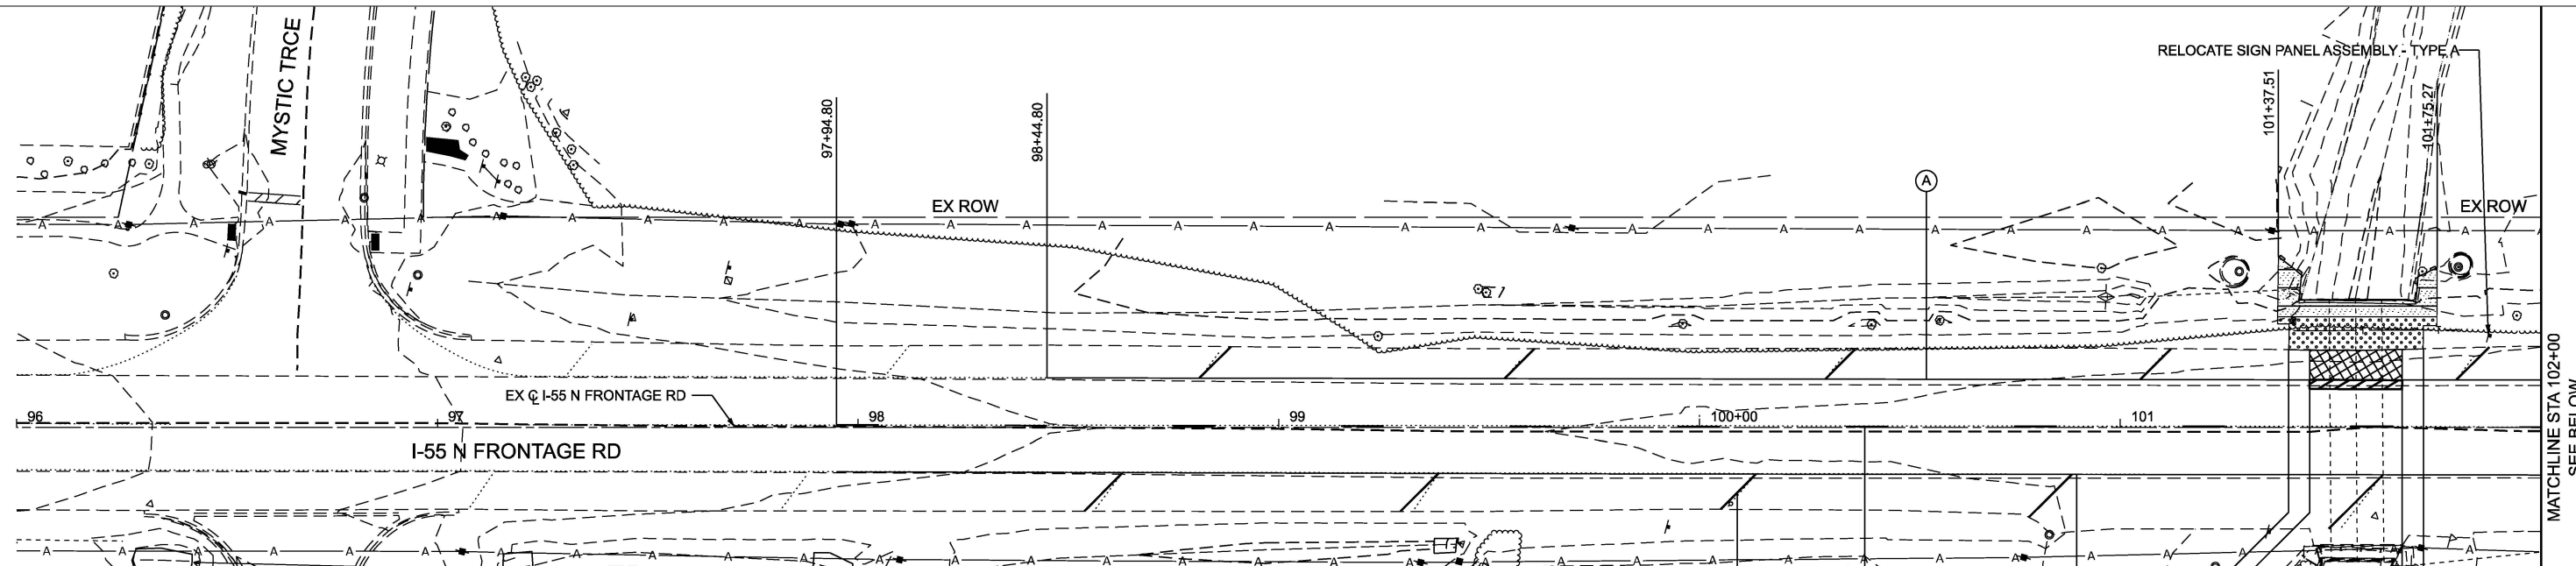 MYSTIC TRCE
RELOCATE SIGN PANEL ASSEMBLY - TYPE A
97+94.80
98+44.80
101+37.51
101+75.27
A
EX ROW
EX ROW
A A A A A A A A A A A A A A A A A A A A A A A A A A A A A A A A A
EX ℄ I-55 N FRONTAGE RD
96
97
98
99
100+00
101
I-55 N FRONTAGE RD
MATCHLINE STA 102+00
SEE BELOW
A A A A A A A A A A A A A A A A A A A A A A A A A A A A A A A A A